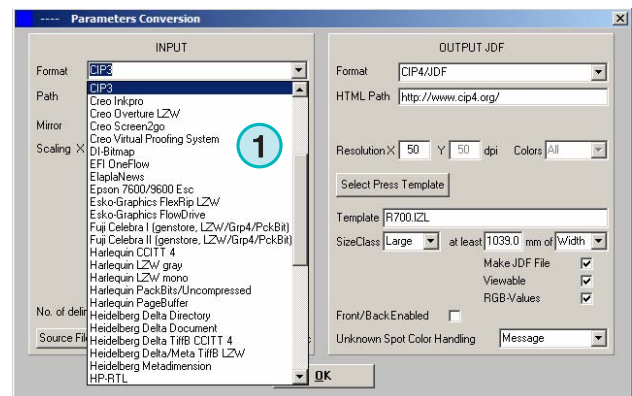 ---- Parameters Conversion
INPUT
Format CIP3
Path
Mirror
Scaling X
CIP3
Creo Inkpro
Creo Overture LZW
Creo Screen2go
Creo Virtual Proofing System
DI-Bitmap
EFI OneFlow
ElaplaNews
Epson 7600/9600 Esc
Esko-Graphics FlexRip LZW
Esko-Graphics FlowDrive
Fuji Celebra I (genstore, LZW/Grp4/PckBit)
Fuji Celebra II (genstore, LZW/Grp4/PckBit)
Harlequin CCITT 4
Harlequin LZW gray
Harlequin LZW mono
Harlequin PackBits/Uncompressed
Harlequin PageBuffer
Heidelberg Delta Directory
Heidelberg Delta Document
Heidelberg Delta TiffB CCITT 4
Heidelberg Delta/Meta TiffB LZW
Heidelberg Metadimension
HP-RTL
1
No. of
Source
OUTPUT JDF
Format CIP4/JDF
HTML Path http://www.cip4.org/
Resolution X 50 Y 50 dpi Colors All
Select Press Template
Template R700.IZL
SizeClass Large at least 1039.0 mm of Width
Make JDF File
Viewable
RGB-Values
Front/Back Enabled
Unknown Spot Color Handling Message
OK